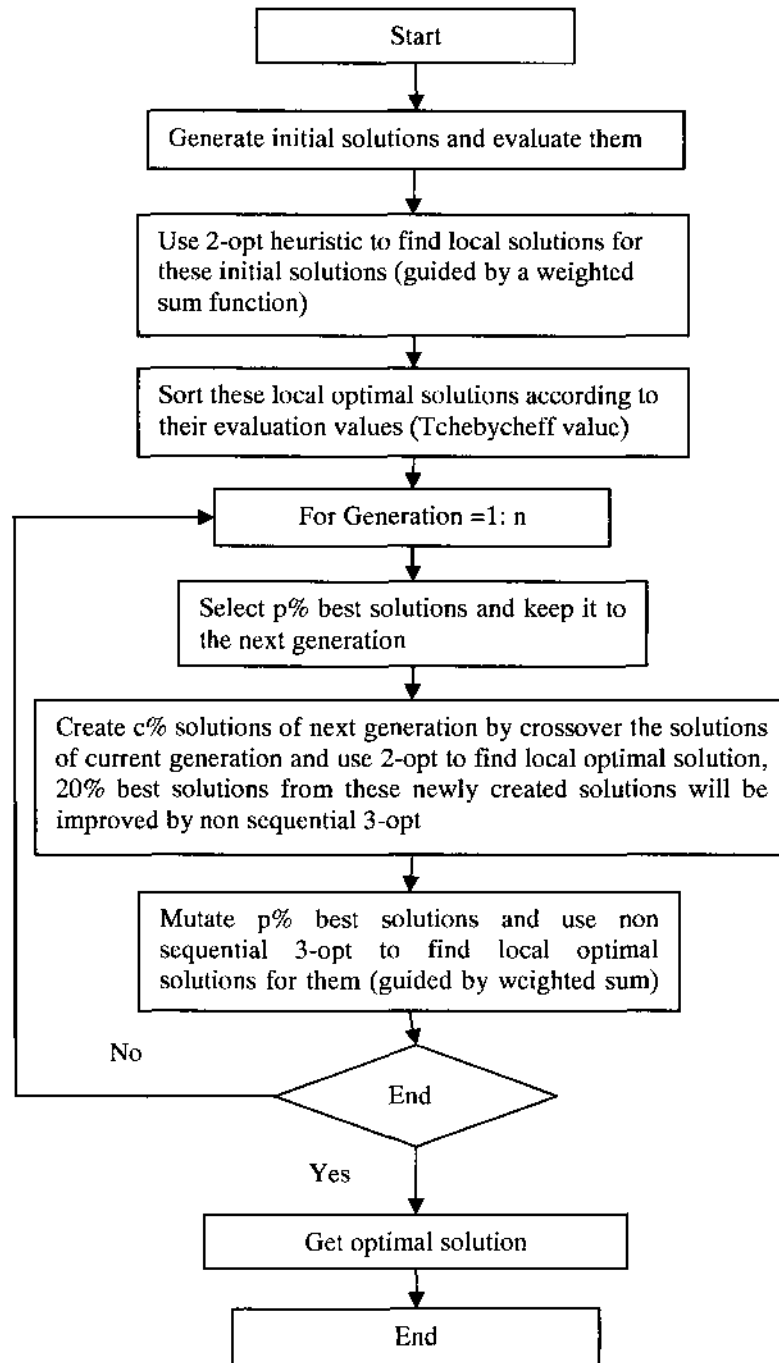 Start
Generate initial solutions and evaluate them
Use 2-opt heuristic to find local solutions for
these initial solutions (guided by a weighted
sum function)
Sort these local optimal solutions according to
their evaluation values (Tchebycheff value)
For Generation =1: n
Select p% best solutions and keep it to
the next generation
Create c% solutions of next generation by crossover the solutions
of current generation and use 2-opt to find local optimal solution,
20% best solutions from these newly created solutions will be
improved by non sequential 3-opt
Mutate p% best solutions and use non
sequential 3-opt to find local optimal
solutions for them (guided by weighted sum)
No
End
Yes
Get optimal solution
End